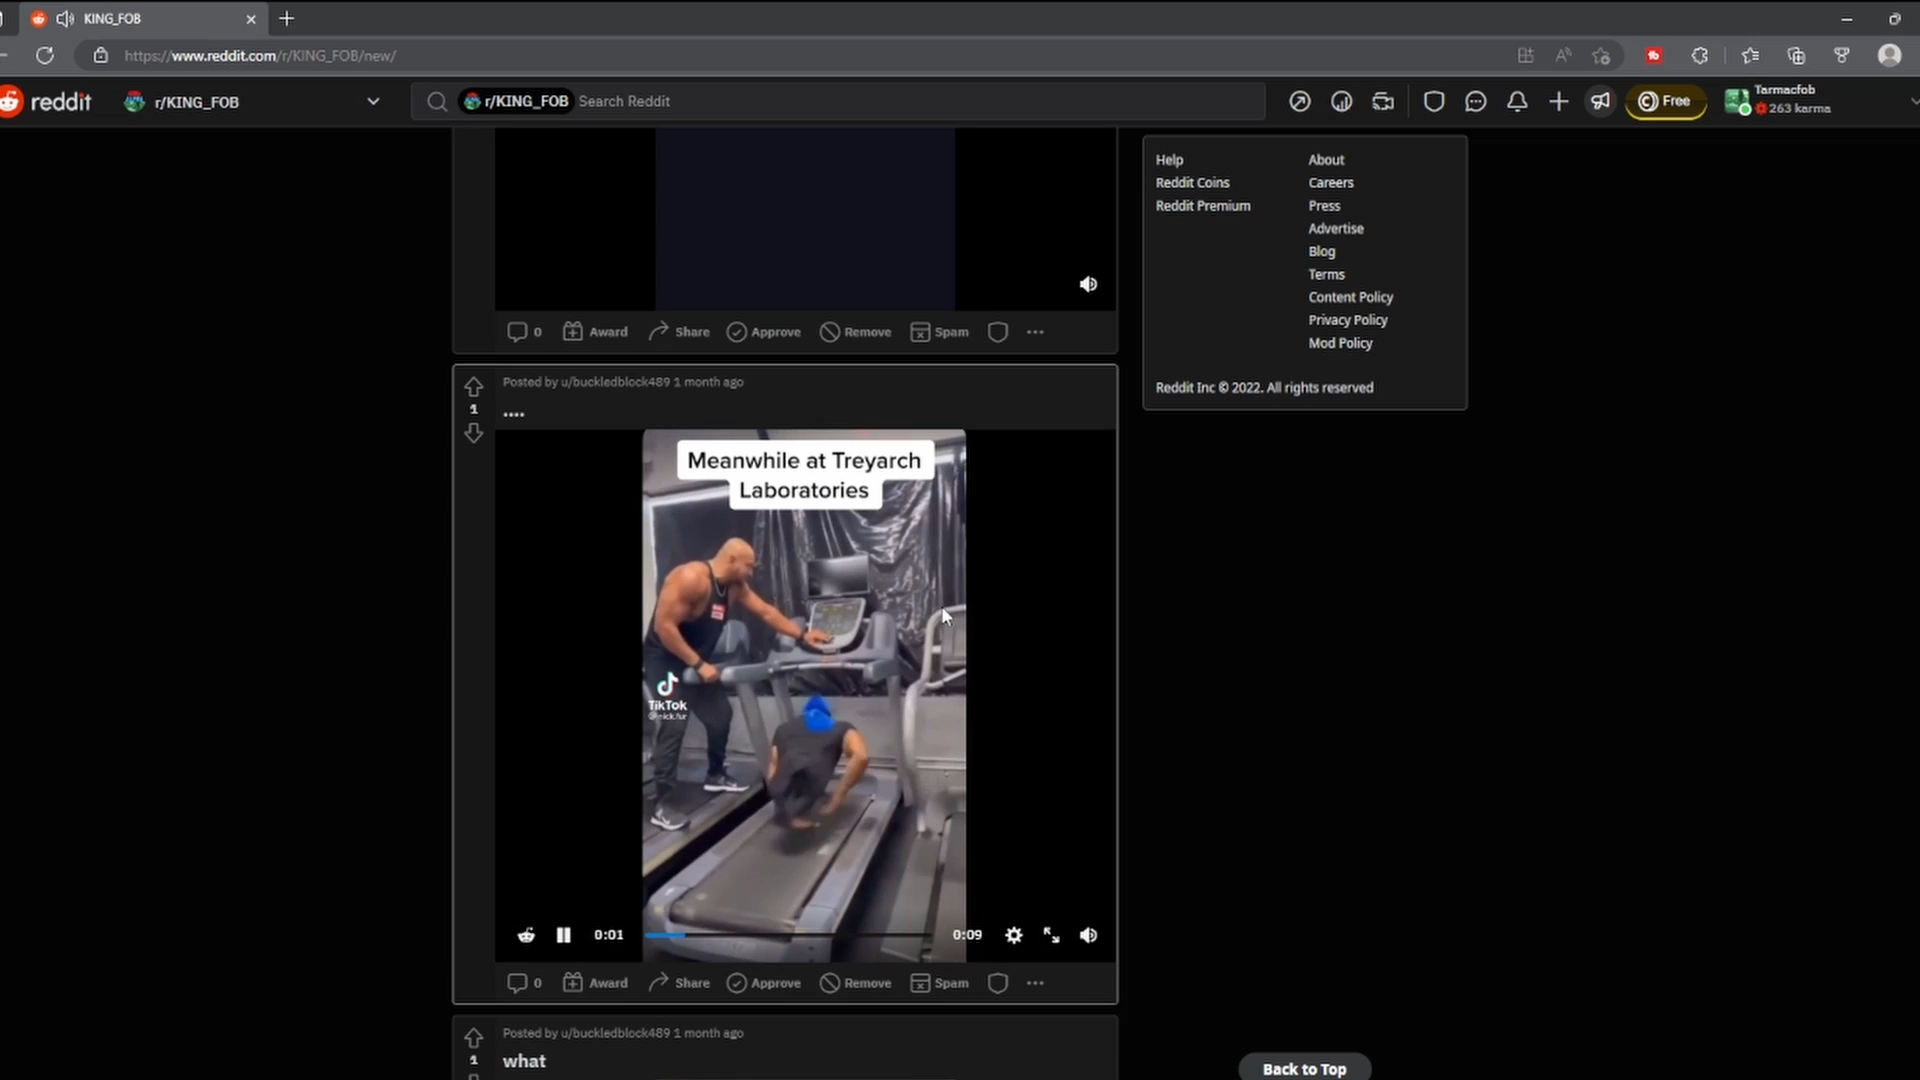 KING_FOB
https://www.reddit.com/r/KING_FOB/new/
reddit
r/KING_FOB
r/KING_FOB Search Reddit
Free
Tarmacfob
263 karma
0 Award Share Approve Remove Spam
Help
Reddit Coins
Reddit Premium
About
Careers
Press
Advertise
Blog
Terms
Content Policy
Privacy Policy
Mod Policy
Reddit Inc © 2022. All rights reserved
Posted by u/buckledblock489 1 month ago
1
....
Meanwhile at Treyarch
Laboratories
TikTok
0:01
0:09
0 Award Share Approve Remove Spam
Posted by u/buckledblock489 1 month ago
1
what
Back to Top